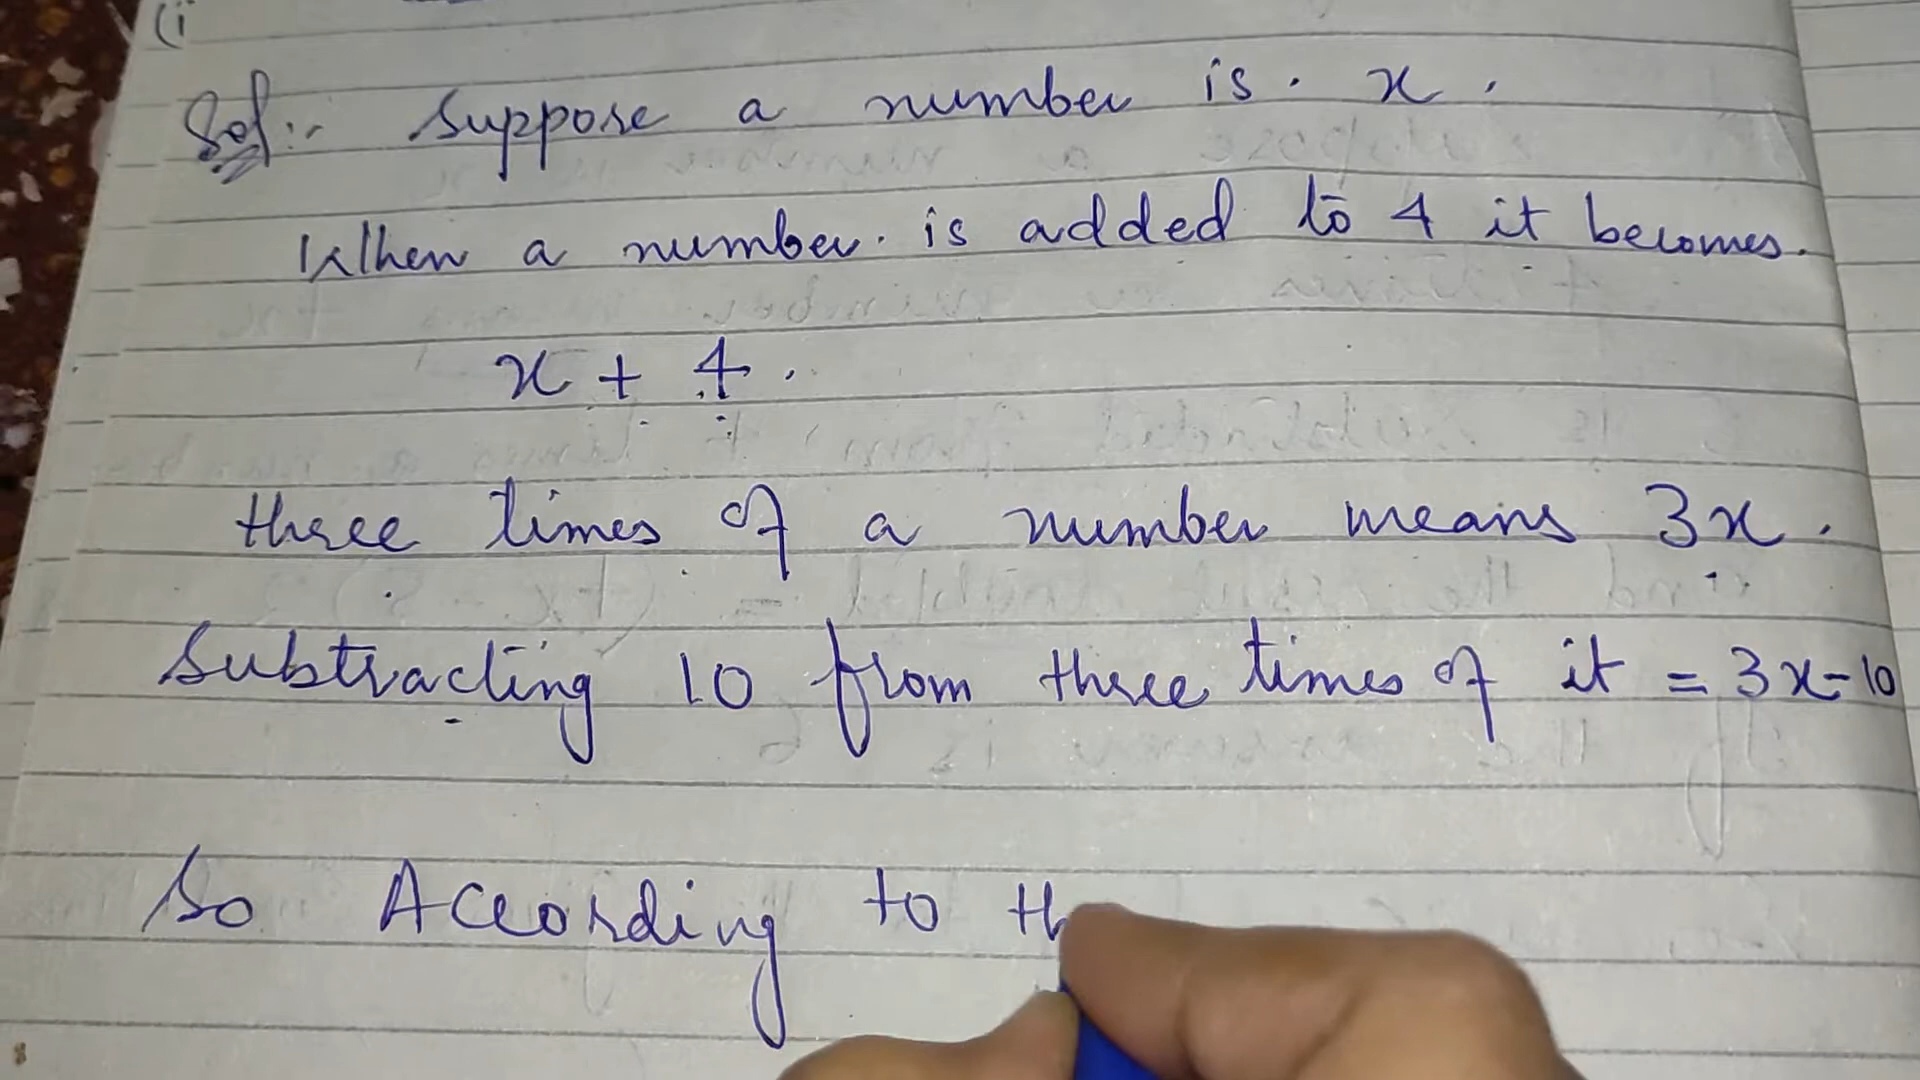 (i
Sol:- Suppose a number is. x.
When a number. is added to 4 it becomes.
x + 4.
three times of a number means 3x.
Subtracting 10 from three times of it = 3x-10
So According to th